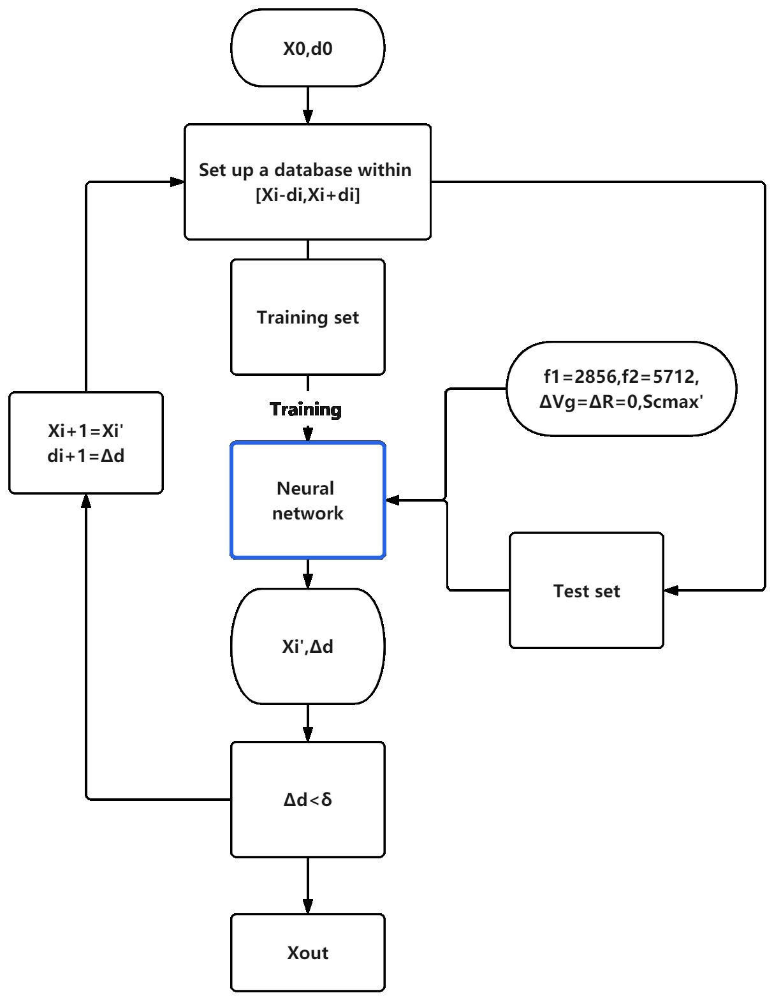 X0,d0
Set up a database within
[Xi-di,Xi+di]
Training set
Training
f1=2856,f2=5712,
ΔVg=ΔR=0,Scmax'
Xi+1=Xi'
di+1=Δd
Neural
network
Test set
Xi',Δd
Δd<δ
Xout